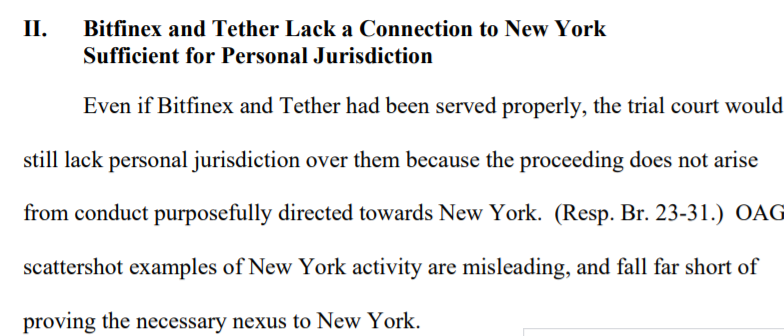 II. Bitfinex and Tether Lack a Connection to New York
Sufficient for Personal Jurisdiction
Even if Bitfinex and Tether had been served properly, the trial court would
still lack personal jurisdiction over them because the proceeding does not arise
from conduct purposefully directed towards New York. (Resp. Br. 23-31.) OAG
scattershot examples of New York activity are misleading, and fall far short of
proving the necessary nexus to New York.